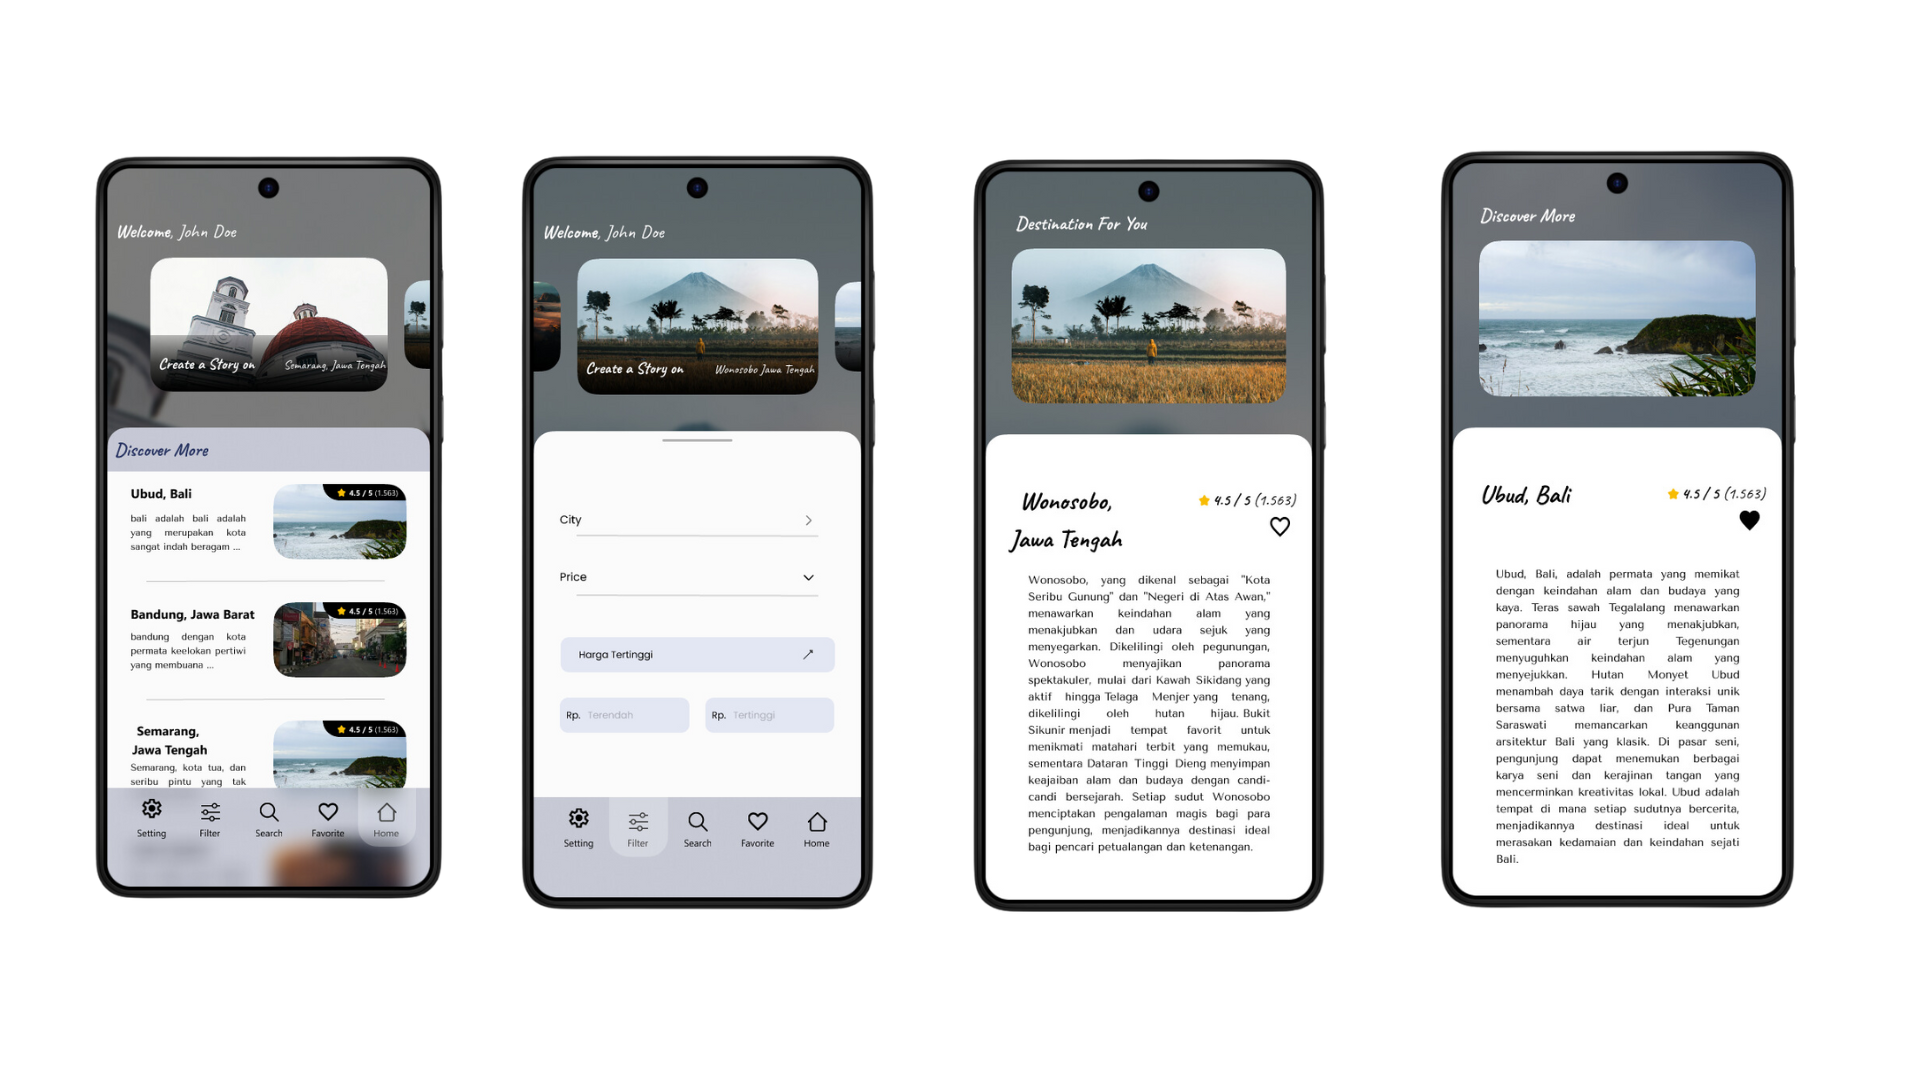 Welcome, John Doe
Create a Story on
Semarang, Jawa Tengah
Discover More
Ubud, Bali
4.5 / 5 (1.563)
bali adalah bali adalah
yang merupakan kota
sangat indah beragam ...
Bandung, Jawa Barat
4.5 / 5 (1.563)
bandung dengan kota
permata keelokan pertiwi
yang membuana ...
Semarang,
Jawa Tengah
4.5 / 5 (1.563)
Semarang, kota tua, dan
seribu pintu yang tak
Setting
Filter
Search
Favorite
Home
Welcome, John Doe
Create a Story on
Wonosobo Jawa Tengah
City
Price
Harga Tertinggi
Rp. Terendah
Rp. Tertinggi
Setting
Filter
Search
Favorite
Home
Destination For You
Wonosobo,
Jawa Tengah
4.5 / 5 (1.563)
Wonosobo, yang dikenal sebagai "Kota
Seribu Gunung" dan "Negeri di Atas Awan,"
menawarkan keindahan alam yang
menakjubkan dan udara sejuk yang
menyegarkan. Dikelilingi oleh pegunungan,
Wonosobo menyajikan panorama
spektakuler, mulai dari Kawah Sikidang yang
aktif hingga Telaga Menjer yang tenang,
dikelilingi oleh hutan hijau. Bukit
Sikunir menjadi tempat favorit untuk
menikmati matahari terbit yang memukau,
sementara Dataran Tinggi Dieng menyimpan
keajaiban alam dan budaya dengan candi-
candi bersejarah. Setiap sudut Wonosobo
menciptakan pengalaman magis bagi para
pengunjung, menjadikannya destinasi ideal
bagi pencari petualangan dan ketenangan.
Discover More
Ubud, Bali
4.5 / 5 (1.563)
Ubud, Bali, adalah permata yang memikat
dengan keindahan alam dan budaya yang
kaya. Teras sawah Tegalalang menawarkan
panorama hijau yang menakjubkan,
sementara air terjun Tegenungan
menyuguhkan keindahan alam yang
menyejukkan. Hutan Monyet Ubud
menambah daya tarik dengan interaksi unik
bersama satwa liar, dan Pura Taman
Saraswati memancarkan keanggunan
arsitektur Bali yang klasik. Di pasar seni,
pengunjung dapat menemukan berbagai
karya seni dan kerajinan tangan yang
mencerminkan kreativitas lokal. Ubud adalah
tempat di mana setiap sudutnya bercerita,
menjadikannya destinasi ideal untuk
merasakan kedamaian dan keindahan sejati
Bali.